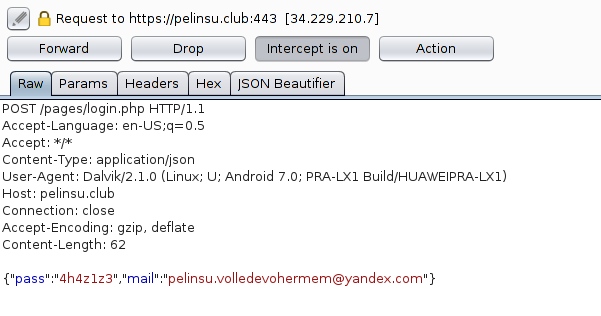 Request to https://pelinsu.club:443 [34.229.210.7]
Forward Drop Intercept is on Action
Raw Params Headers Hex JSON Beautifier
POST /pages/login.php HTTP/1.1
Accept-Language: en-US;q=0.5
Accept: */*
Content-Type: application/json
User-Agent: Dalvik/2.1.0 (Linux; U; Android 7.0; PRA-LX1 Build/HUAWEIPRA-LX1)
Host: pelinsu.club
Connection: close
Accept-Encoding: gzip, deflate
Content-Length: 62
{"pass":"4h4z1z3","mail":"pelinsu.volledevohermem@yandex.com"}